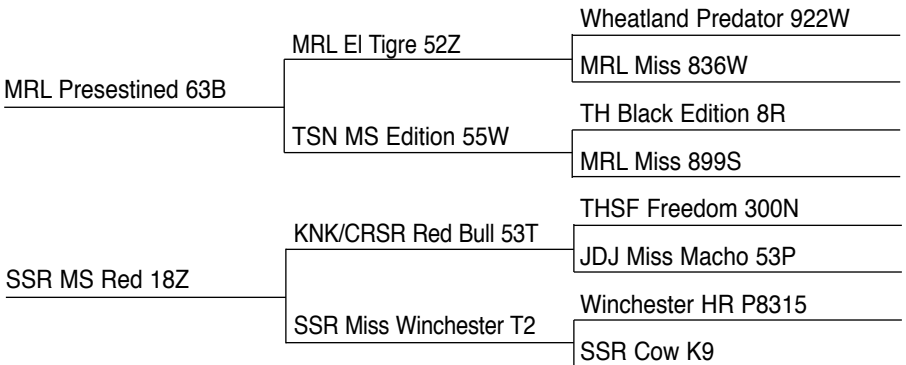 Wheatland Predator 922W
MRL El Tigre 52Z
MRL Miss 836W
MRL Presestined 63B
TH Black Edition 8R
TSN MS Edition 55W
MRL Miss 899S
THSF Freedom 300N
KNK/CRSR Red Bull 53T
JDJ Miss Macho 53P
SSR MS Red 18Z
Winchester HR P8315
SSR Miss Winchester T2
SSR Cow K9